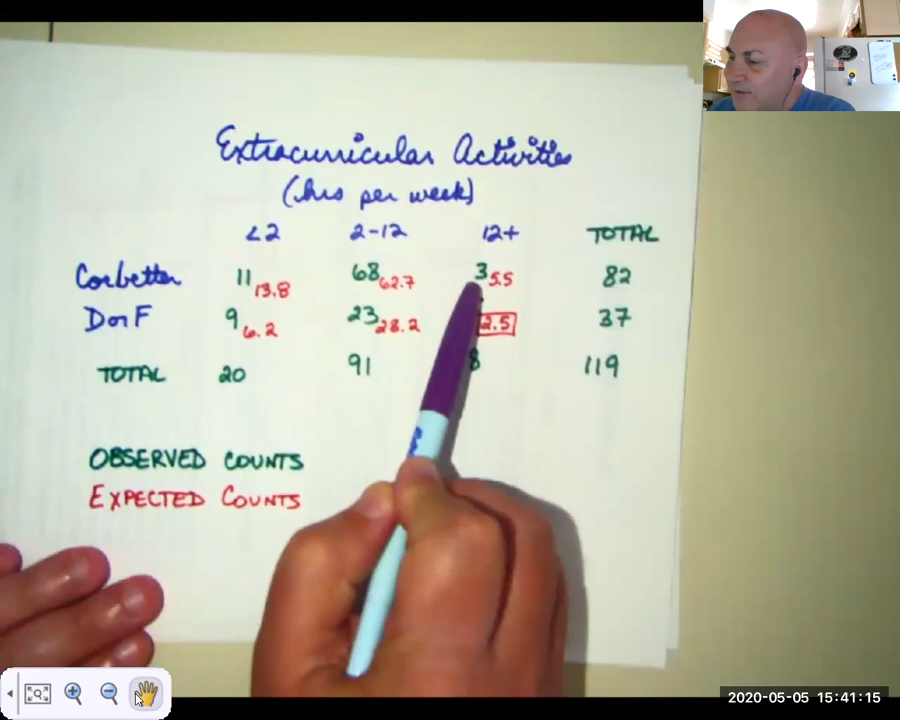 Extracurricular Activities
(hrs per week)
<2 2-12 12+ TOTAL
C or better 11 13.8 68 62.7 3 5.5 82
D or F 9 6.2 23 28.2 2.5 37
TOTAL 20 91 8 119
OBSERVED COUNTS
EXPECTED COUNTS
2020-05-05 15:41:15